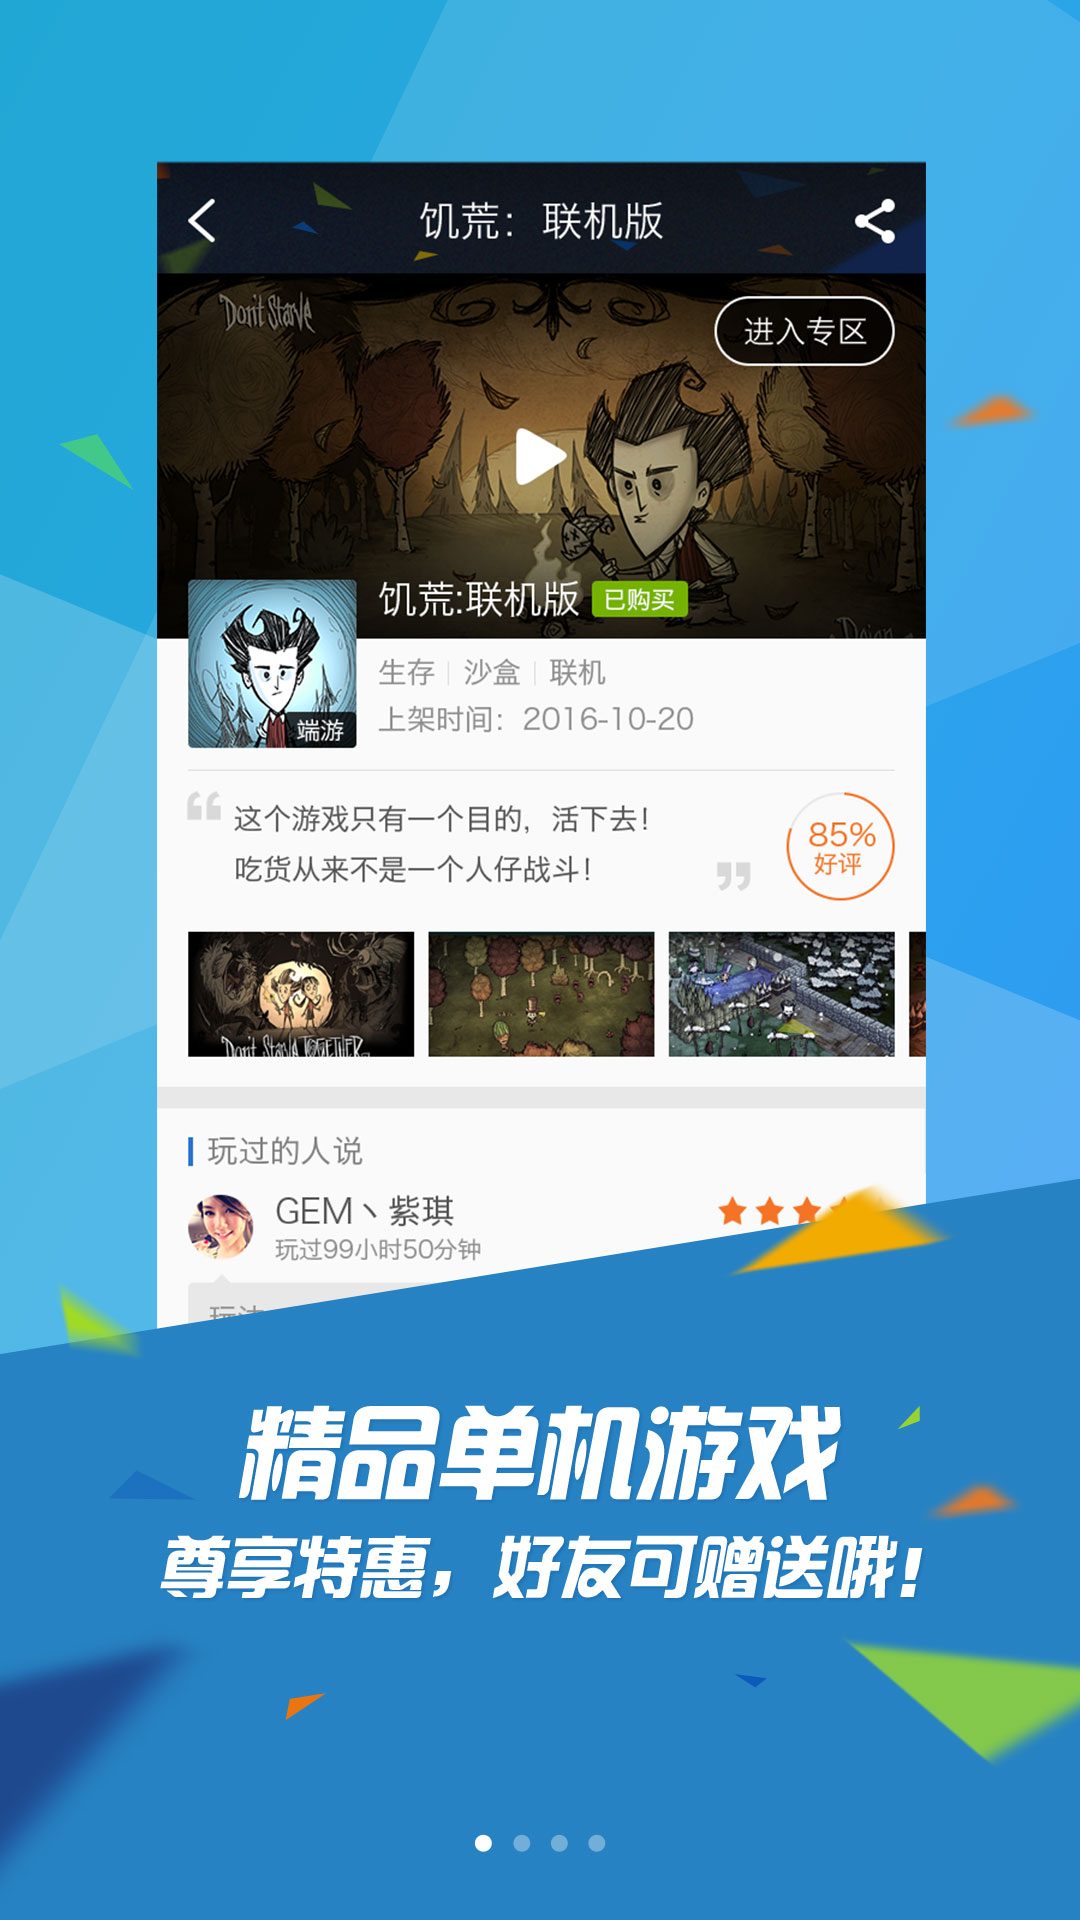 饥荒：联机版
Don't Starve
进入专区
饥荒:联机版
已购买
生存 沙盒 联机
端游
上架时间：2016-10-20
这个游戏只有一个目的，活下去！
吃货从来不是一个人仔战斗！
85%
好评
Don't Starve TOGETHER
玩过的人说
GEM丶紫琪
玩过99小时50分钟
精品单机游戏
尊享特惠，好友可赠送哦！